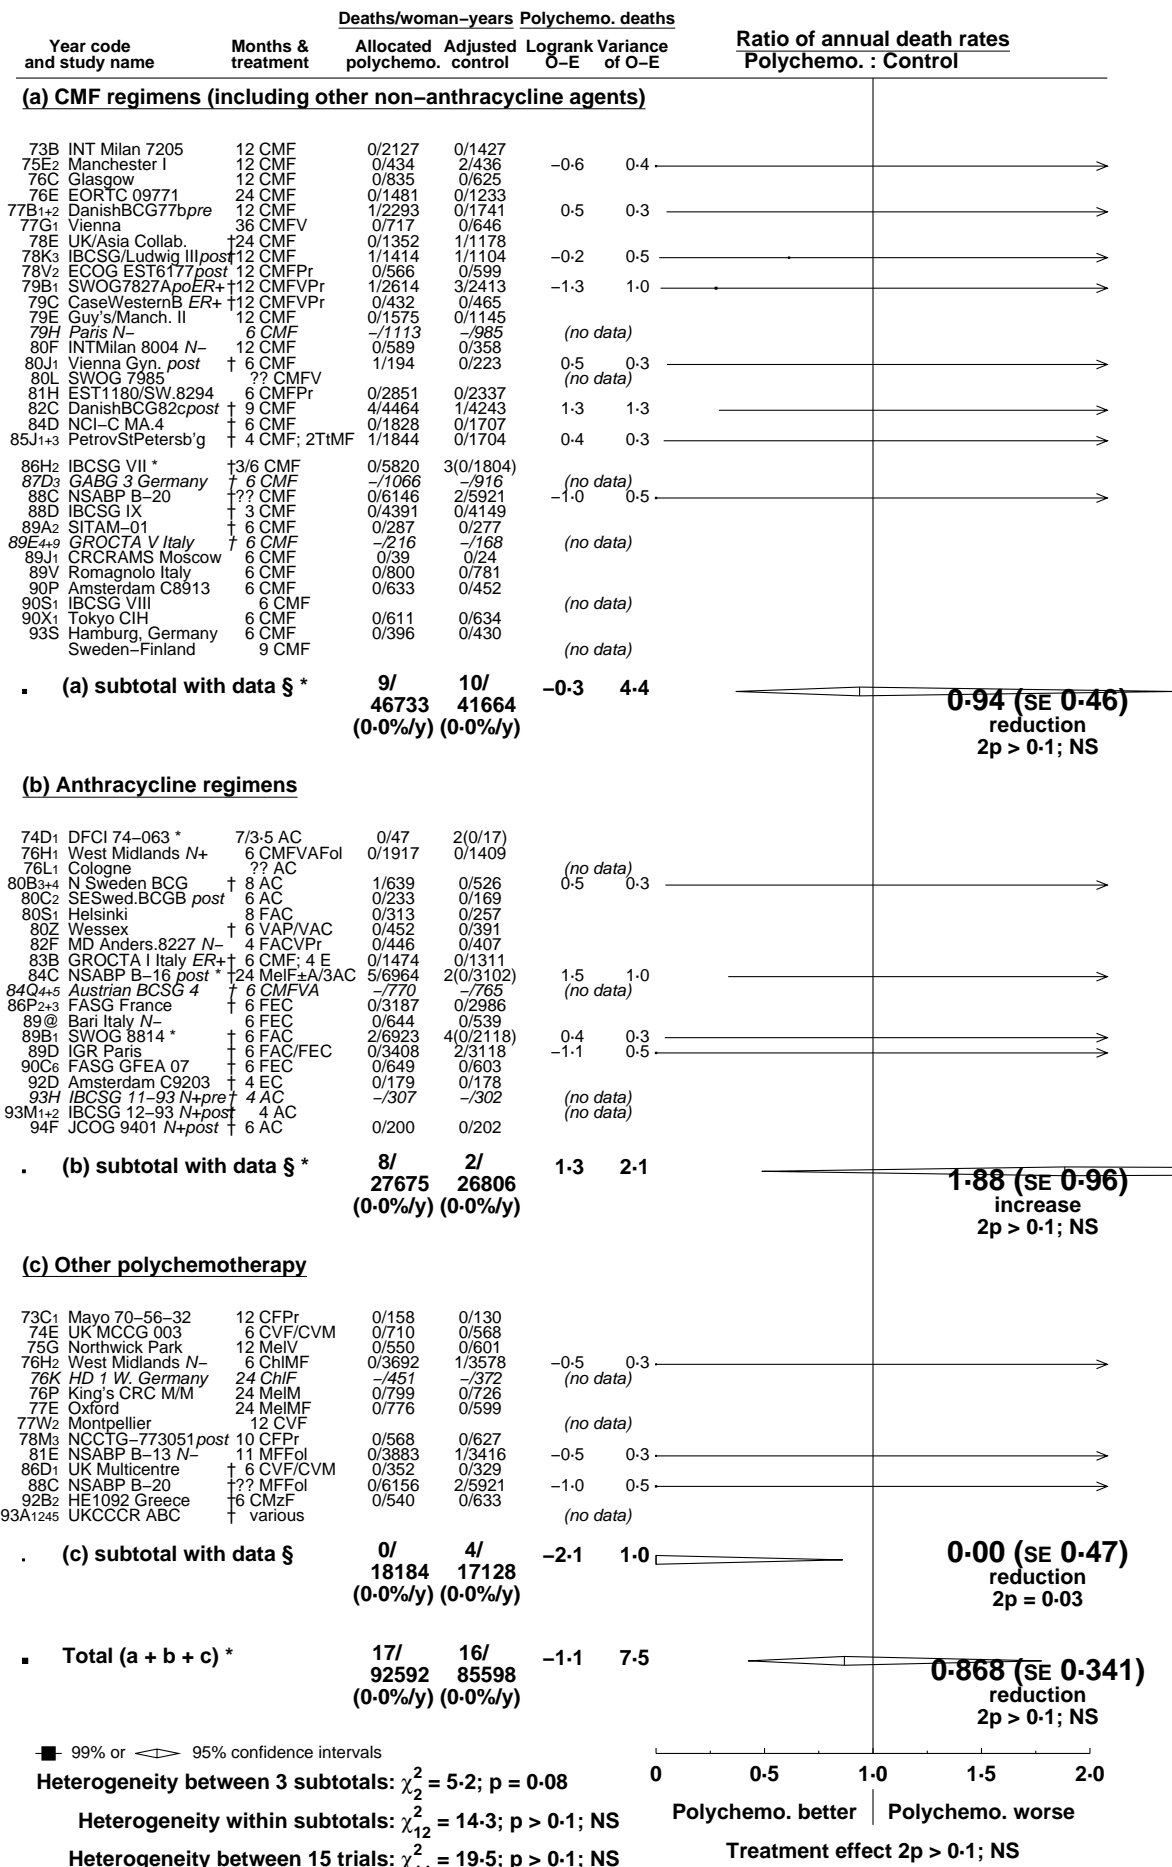 Deaths/woman–years Polychemo. deaths
Year code and study name Months & treatment Allocated polychemo. Adjusted control Logrank O–E Variance of O–E Ratio of annual death rates Polychemo. : Control
(a) CMF regimens (including other non–anthracycline agents)
73B INT Milan 7205 12 CMF 0/2127 0/1427
75E2 Manchester I 12 CMF 0/434 2/436 –0·6 0·4
76C Glasgow 12 CMF 0/835 0/625
76E EORTC 09771 24 CMF 0/1481 0/1233
77B1+2 DanishBCG77bpre 12 CMF 1/2293 0/1741 0·5 0·3
77G1 Vienna 36 CMFV 0/717 0/646
78E UK/Asia Collab. †24 CMF 0/1352 1/1178
78K3 IBCSG/Ludwig IIIpost†12 CMF 1/1414 1/1104 –0·2 0·5
78V2 ECOG EST6177post 12 CMFPr 0/566 0/599
79B1 SWOG7827ApoER+†12 CMFVPr 1/2614 3/2413 –1·3 1·0
79C CaseWesternB ER+ †12 CMFVPr 0/432 0/465
79E Guy's/Manch. II 12 CMF 0/1575 0/1145
79H Paris N– 6 CMF –/1113 –/985 (no data)
80F INTMilan 8004 N– 12 CMF 0/589 0/358
80J1 Vienna Gyn. post † 6 CMF 1/194 0/223 0·5 0·3
80L SWOG 7985 ?? CMFV (no data)
81H EST1180/SW.8294 6 CMFPr 0/2851 0/2337
82C DanishBCG82cpost † 9 CMF 4/4464 1/4243 1·3 1·3
84D NCI–C MA.4 † 6 CMF 0/1828 0/1707
85J1+3 PetrovStPetersb'g † 4 CMF; 2TtMF 1/1844 0/1704 0·4 0·3
86H2 IBCSG VII * †3/6 CMF 0/5820 3(0/1804)
87D3 GABG 3 Germany † 6 CMF –/1066 –/916 (no data)
88C NSABP B–20 †?? CMF 0/6146 2/5921 –1·0 0·5
88D IBCSG IX † 3 CMF 0/4391 0/4149
89A2 SITAM–01 † 6 CMF 0/287 0/277
89E4+9 GROCTA V Italy † 6 CMF –/216 –/168 (no data)
89J1 CRCRAMS Moscow 6 CMF 0/39 0/24
89V Romagnolo Italy 6 CMF 0/800 0/781
90P Amsterdam C8913 6 CMF 0/633 0/452
90S1 IBCSG VIII 6 CMF (no data)
90X1 Tokyo CIH 6 CMF 0/611 0/634
93S Hamburg, Germany 6 CMF 0/396 0/430
Sweden–Finland 9 CMF (no data)
(a) subtotal with data § * 9/ 10/ –0·3 4·4
46733 41664 0·94 (SE 0·46)
(0·0%/y) (0·0%/y) reduction
2p > 0·1; NS
(b) Anthracycline regimens
74D1 DFCI 74–063 * 7/3·5 AC 0/47 2(0/17)
76H1 West Midlands N+ 6 CMFVAFol 0/1917 0/1409
76L1 Cologne ?? AC (no data)
80B3+4 N Sweden BCG † 8 AC 1/639 0/526 0·5 0·3
80C2 SESwed.BCGB post 6 AC 0/233 0/169
80S1 Helsinki 8 FAC 0/313 0/257
80Z Wessex † 6 VAP/VAC 0/452 0/391
82F MD Anders.8227 N– 4 FACVPr 0/446 0/407
83B GROCTA I Italy ER+† 6 CMF; 4 E 0/1474 0/1311
84C NSABP B–16 post * †24 MelF±A/3AC 5/6964 2(0/3102) 1·5 1·0
84Q4+5 Austrian BCSG 4 † 6 CMFVA –/770 –/765 (no data)
86P2+3 FASG France † 6 FEC 0/3187 0/2986
89@ Bari Italy N– 6 FEC 0/644 0/539
89B1 SWOG 8814 * † 6 FAC 2/6923 4(0/2118) 0·4 0·3
89D IGR Paris † 6 FAC/FEC 0/3408 2/3118 –1·1 0·5
90C6 FASG GFEA 07 † 6 FEC 0/649 0/603
92D Amsterdam C9203 † 4 EC 0/179 0/178
93H IBCSG 11–93 N+pre† 4 AC –/307 –/302 (no data)
93M1+2 IBCSG 12–93 N+post† 4 AC (no data)
94F JCOG 9401 N+post † 6 AC 0/200 0/202
(b) subtotal with data § * 8/ 2/ 1·3 2·1
27675 26806 1·88 (SE 0·96)
(0·0%/y) (0·0%/y) increase
2p > 0·1; NS
(c) Other polychemotherapy
73C1 Mayo 70–56–32 12 CFPr 0/158 0/130
74E UK MCCG 003 6 CVF/CVM 0/710 0/568
75G Northwick Park 12 MelV 0/550 0/601
76H2 West Midlands N– 6 ChlMF 0/3692 1/3578 –0·5 0·3
76K HD 1 W. Germany 24 ChlF –/451 –/372 (no data)
76P King's CRC M/M 24 MelM 0/799 0/726
77E Oxford 24 MelMF 0/776 0/599
77W2 Montpellier 12 CVF (no data)
78M3 NCCTG–773051post 10 CFPr 0/568 0/627
81E NSABP B–13 N– 11 MFFol 0/3883 1/3416 –0·5 0·3
86D1 UK Multicentre † 6 CVF/CVM 0/352 0/329
88C NSABP B–20 †?? MFFol 0/6156 2/5921 –1·0 0·5
92B2 HE1092 Greece †6 CMzF 0/540 0/633
93A1245 UKCCCR ABC † various (no data)
(c) subtotal with data § 0/ 4/ –2·1 1·0
18184 17128 0·00 (SE 0·47)
(0·0%/y) (0·0%/y) reduction
2p = 0·03
Total (a + b + c) * 17/ 16/ –1·1 7·5
92592 85598 0·868 (SE 0·341)
(0·0%/y) (0·0%/y) reduction
2p > 0·1; NS
99% or 95% confidence intervals
0 0·5 1·0 1·5 2·0
Heterogeneity between 3 subtotals: χ²₂ = 5·2; p = 0·08
Polychemo. better Polychemo. worse
Heterogeneity within subtotals: χ²₁₂ = 14·3; p > 0·1; NS
Treatment effect 2p > 0·1; NS
Heterogeneity between 15 trials: χ² = 19·5; p > 0·1; NS